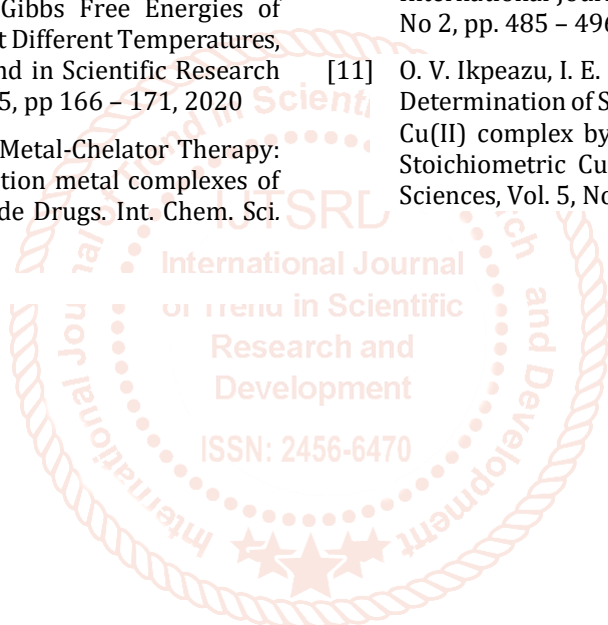 Gibbs Free Energies of
t Different Temperatures,
nd in Scientific Research
5, pp 166 – 171, 2020
Metal-Chelator Therapy:
tion metal complexes of
de Drugs. Int. Chem. Sci.
No 2, pp. 485 – 496
[11] O. V. Ikpeazu, I. E.
Determination of S
Cu(II) complex by
Stoichiometric Cu
Sciences, Vol. 5, No
IJTSRD
International Journal
of Trend in Scientific
Research and
Development
ISSN: 2456-6470